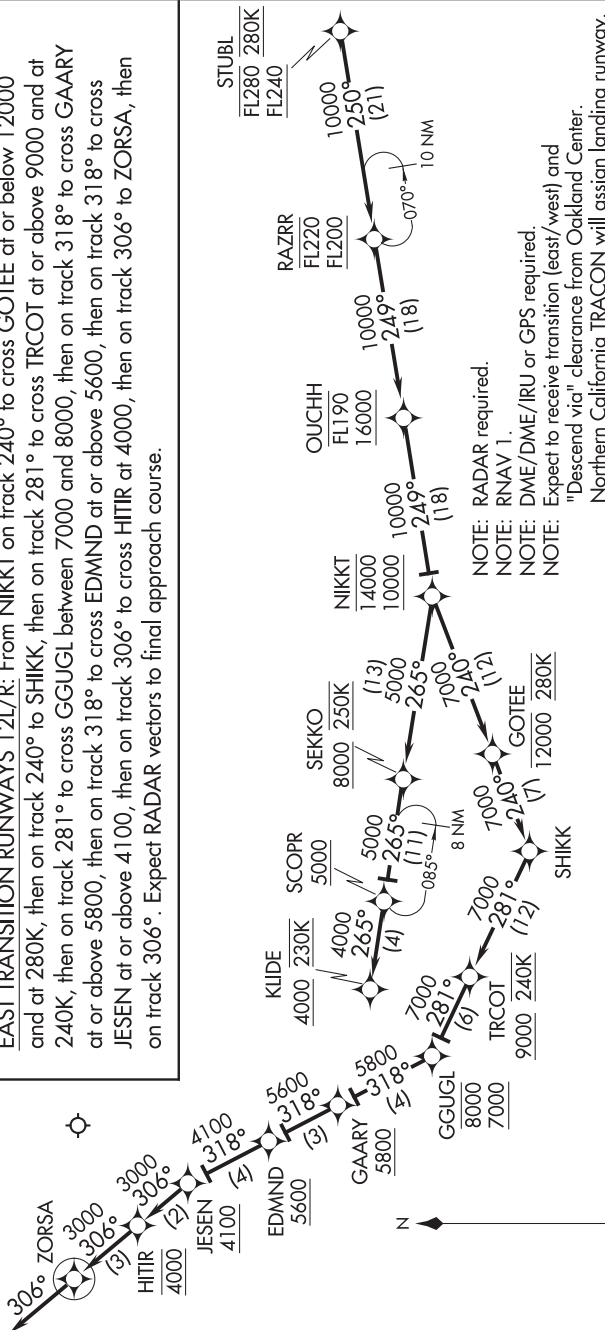 EAST TRANSITION RUNWAYS 12L/R: From NIKKT on track 240° to cross GOTEE at or below 12000
and at 280K, then on track 240° to SHIKK, then on track 281° to cross TRCOT at or above 9000 and at
240K, then on track 281° to cross GGUGL between 7000 and 8000, then on track 318° to cross GAARY
at or above 5800, then on track 318° to cross EDMND at or above 5600, then on track 318° to cross
JESEN at or above 4100, then on track 306° to cross HITIR at 4000, then on track 306° to ZORSA, then
on track 306°. Expect RADAR vectors to final approach course.
STUBL
FL280 280K
FL240
10000
250°
(21)
070°
10 NM
RAZRR
FL220
FL200
10000
249°
(18)
OUCHH
FL190
16000
10000
249°
(18)
NIKKT
14000
10000
(13)
5000
265°
7000
240°
(12)
SEKKO
8000 250K
5000
265°
(11)
085°
8 NM
SCOPR
5000
4000
265°
(4)
KLIDE
4000 230K
GOTEE
12000 280K
7000
240°
(7)
SHIKK
7000
281°
(12)
TRCOT
9000 240K
7000
281°
(6)
GGUGL
8000
7000
5800
318°
(4)
GAARY
5800
5600
318°
(3)
EDMND
5600
4100
318°
(4)
JESEN
4100
3000
306°
(2)
HITIR
4000
3000
306°
(3)
ZORSA
306°
N
NOTE: RADAR required.
NOTE: RNAV 1.
NOTE: DME/DME/IRU or GPS required.
NOTE: Expect to receive transition (east/west) and
"Descend via" clearance from Oakland Center.
Northern California TRACON will assign landing runway.